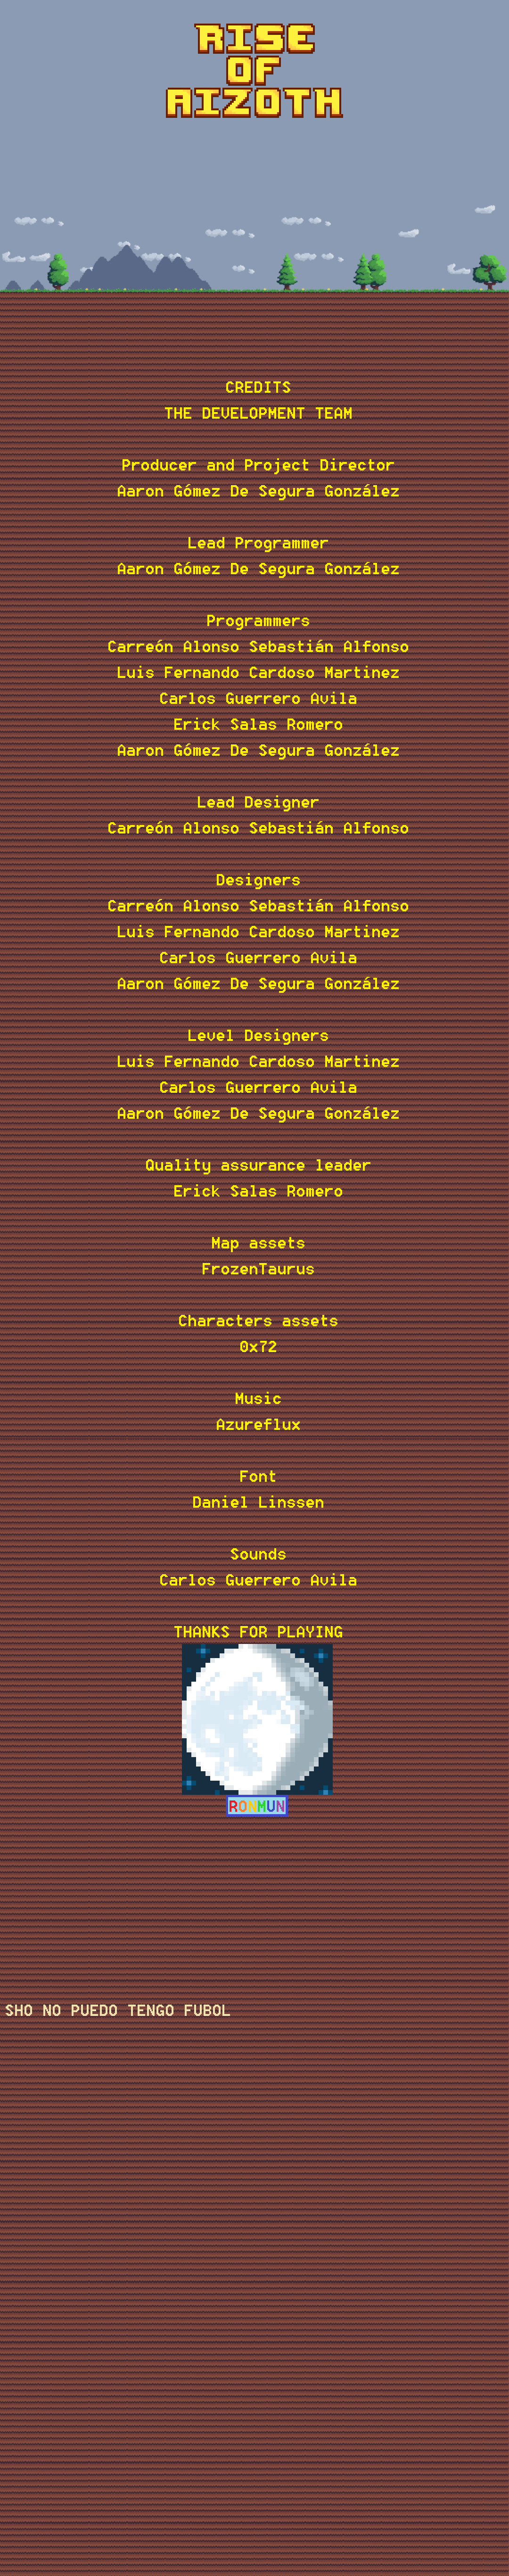 RISE
OF
AIZOTH
CREDITS
THE DEVELOPMENT TEAM
Producer and Project Director
Aaron Gómez De Segura González
Lead Programmer
Aaron Gómez De Segura González
Programmers
Carreón Alonso Sebastián Alfonso
Luis Fernando Cardoso Martinez
Carlos Guerrero Avila
Erick Salas Romero
Aaron Gómez De Segura González
Lead Designer
Carreón Alonso Sebastián Alfonso
Designers
Carreón Alonso Sebastián Alfonso
Luis Fernando Cardoso Martinez
Carlos Guerrero Avila
Aaron Gómez De Segura González
Level Designers
Luis Fernando Cardoso Martinez
Carlos Guerrero Avila
Aaron Gómez De Segura González
Quality assurance leader
Erick Salas Romero
Map assets
FrozenTaurus
Characters assets
0x72
Music
Azureflux
Font
Daniel Linssen
Sounds
Carlos Guerrero Avila
THANKS FOR PLAYING
RONMUN
SHO NO PUEDO TENGO FUBOL